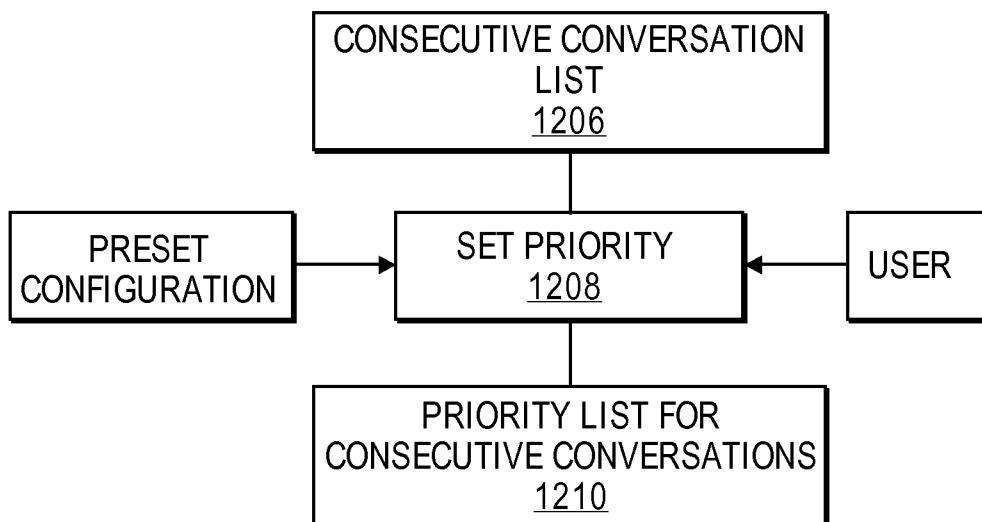 CONSECUTIVE CONVERSATION
LIST
1206
PRESET
CONFIGURATION
SET PRIORITY
1208
USER
PRIORITY LIST FOR
CONSECUTIVE CONVERSATIONS
1210